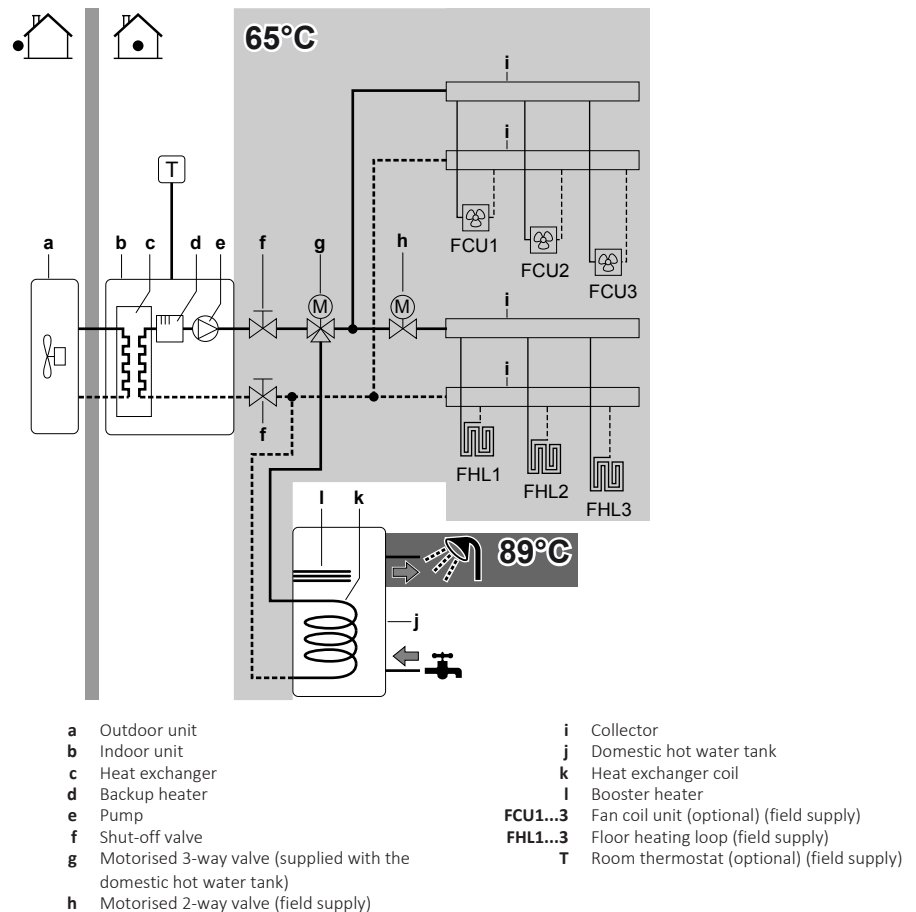 65°C
i
i
T
FCU1
FCU2
FCU3
a
b
c
d
e
f
g
h
M
M
i
i
f
FHL1
FHL2
FHL3
l
k
89°C
j
a Outdoor unit
b Indoor unit
c Heat exchanger
d Backup heater
e Pump
f Shut-off valve
g Motorised 3-way valve (supplied with the
domestic hot water tank)
h Motorised 2-way valve (field supply)
i Collector
j Domestic hot water tank
k Heat exchanger coil
l Booster heater
FCU1...3 Fan coil unit (optional) (field supply)
FHL1...3 Floor heating loop (field supply)
T Room thermostat (optional) (field supply)